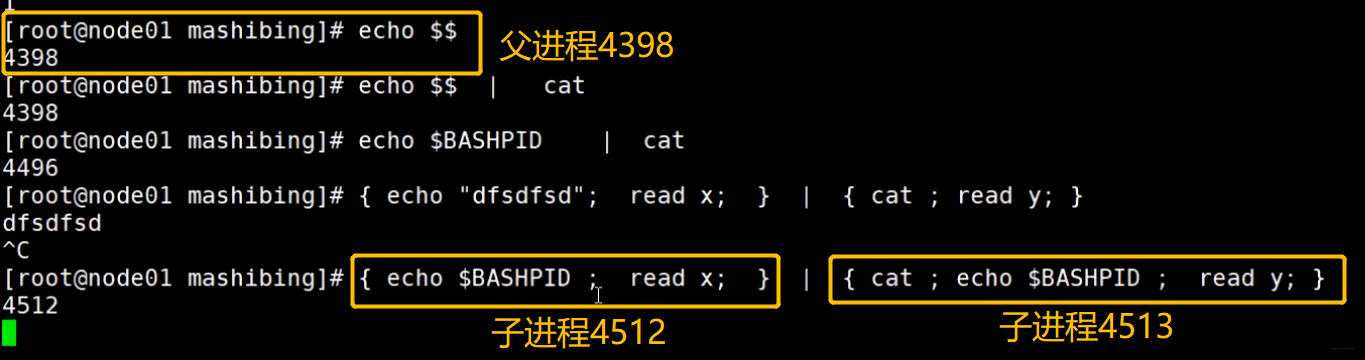 [root@node01 mashibing]# echo $$
4398
父进程4398
[root@node01 mashibing]# echo $$  |   cat
4398
[root@node01 mashibing]# echo $BASHPID    |  cat
4496
[root@node01 mashibing]# { echo "dfsdfsd";  read x;  }  |  { cat ; read y; }
dfsdfsd
^C
[root@node01 mashibing]# { echo $BASHPID ;  read x;  }  |  { cat ; echo $BASHPID ;  read y; }
4512
子进程4512
子进程4513